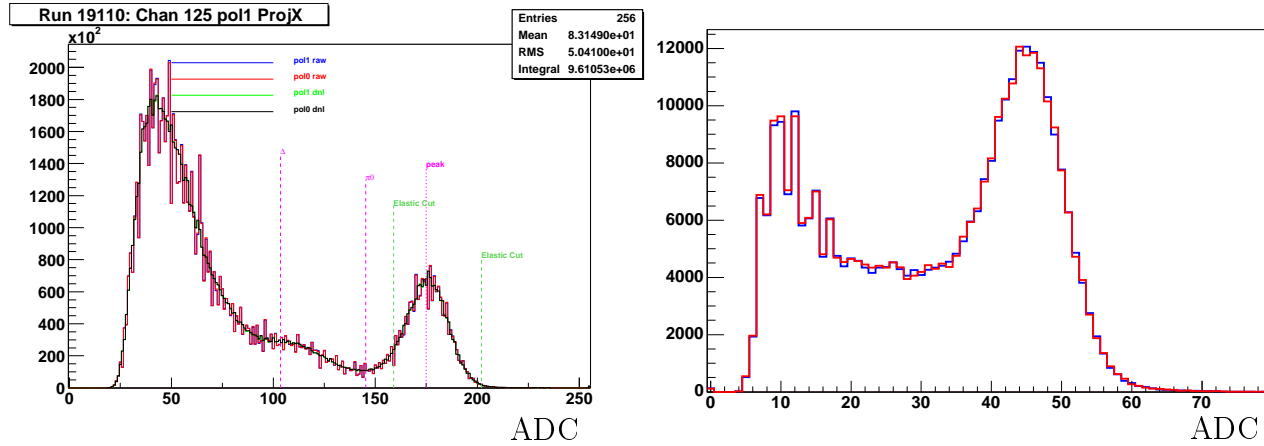 Run 19110: Chan 125 pol1 ProjX
x10²
Entries 256
Mean 8.31490e+01
RMS 5.04100e+01
Integral 9.61053e+06
pol1 raw
pol0 raw
pol1 dnl
pol0 dnl
Δ
π0
peak
Elastic Cut
Elastic Cut
2000
1800
1600
1400
1200
1000
800
600
400
200
0
0 50 100 150 200 250
ADC
12000
10000
8000
6000
4000
2000
0
0 10 20 30 40 50 60 70
ADC